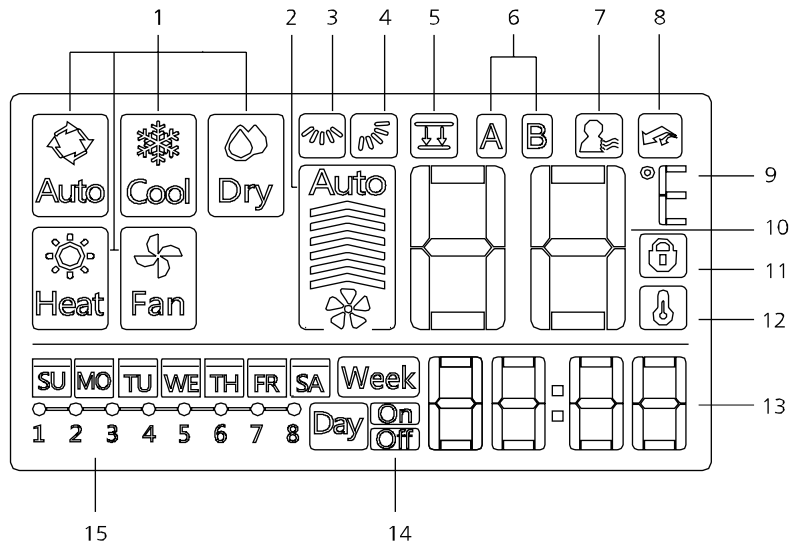 1 2 3 4 5 6 7 8
A B
Auto Cool Dry Auto
9
10
11
Heat Fan
12
SU MO TU WE TH FR SA Week
1 2 3 4 5 6 7 8 Day On
Off
88:88
13
15 14